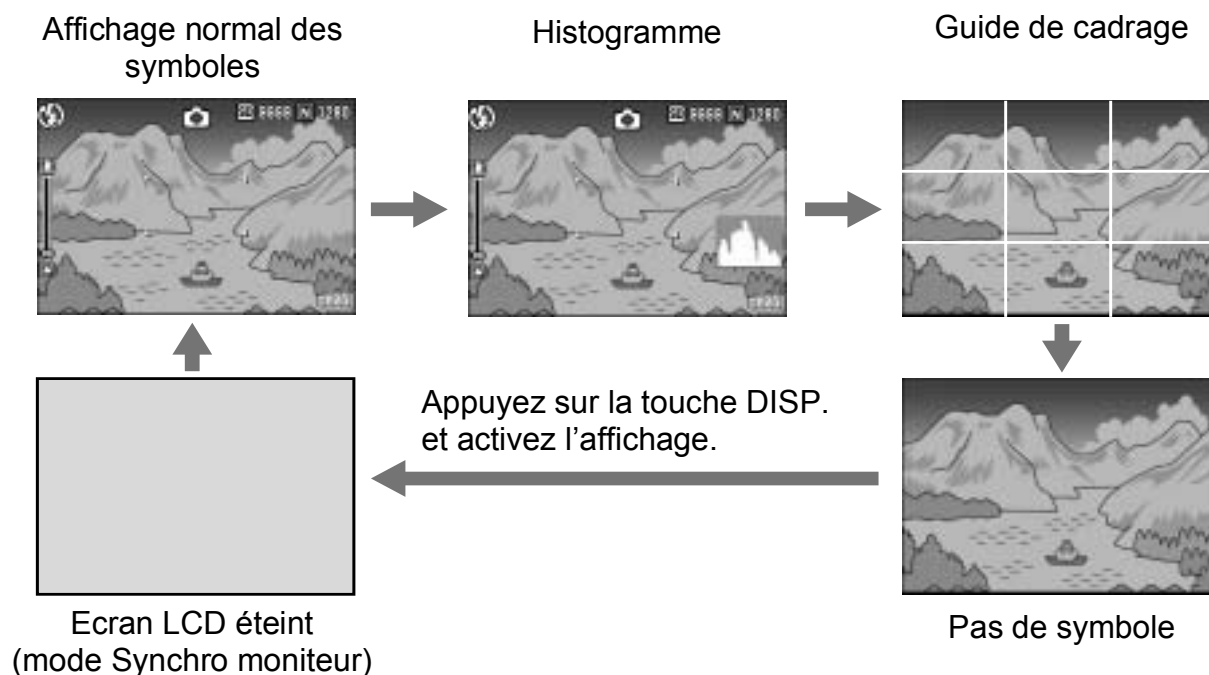 Affichage normal des
symboles
Histogramme
Guide de cadrage
Appuyez sur la touche DISP.
et activez l’affichage.
Ecran LCD éteint
(mode Synchro moniteur)
Pas de symbole